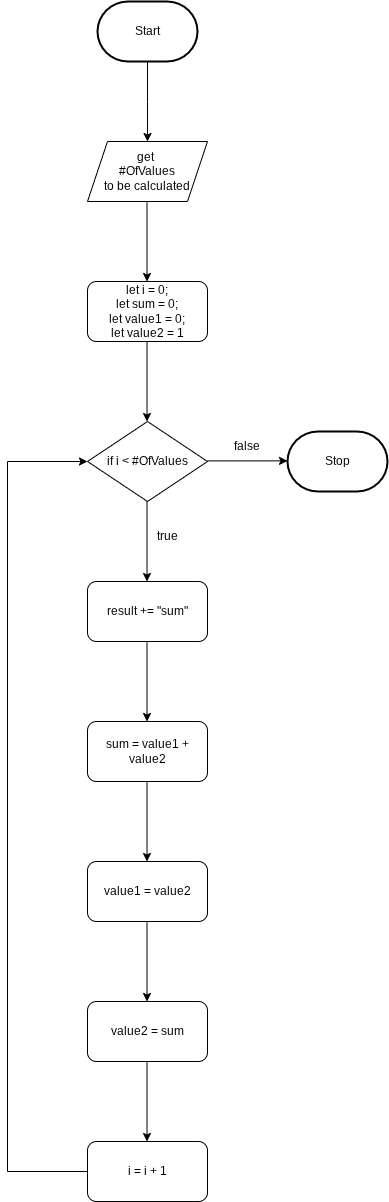 Start
get
#OfValues
to be calculated
let i = 0;
let sum = 0;
let value1 = 0;
let value2 = 1
if i < #OfValues
false
Stop
true
result += "sum"
sum = value1 +
value2
value1 = value2
value2 = sum
i = i + 1